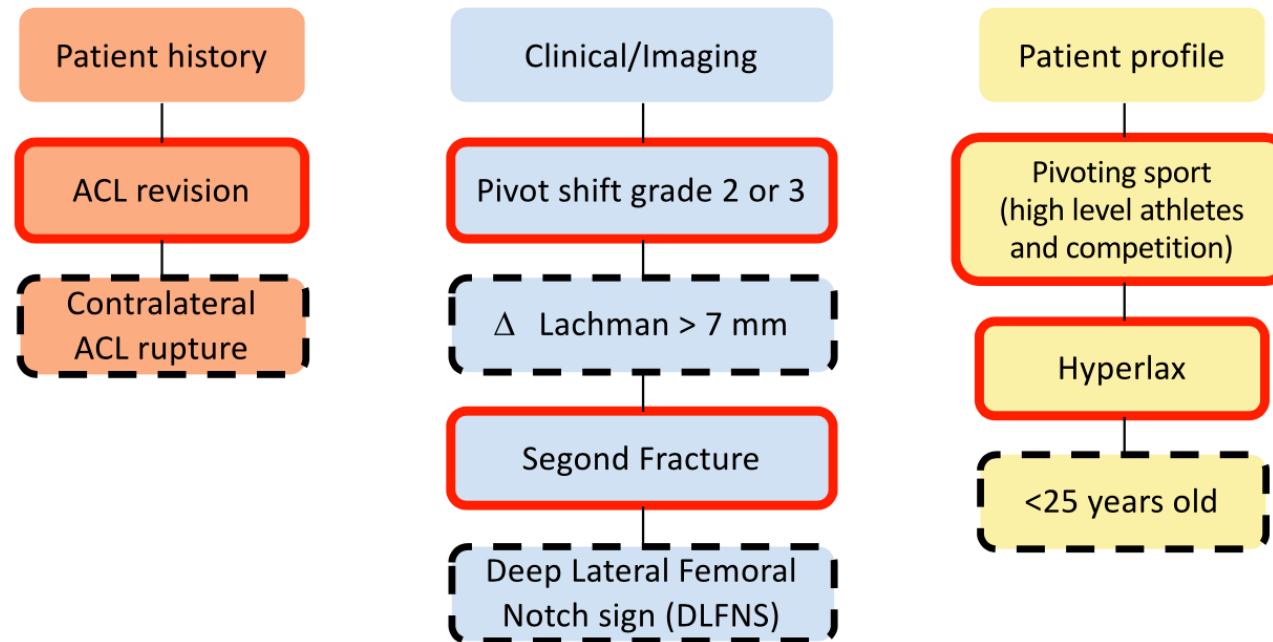 Patient history
ACL revision
Contralateral
ACL rupture
Clinical/Imaging
Pivot shift grade 2 or 3
Δ Lachman > 7 mm
Segond Fracture
Deep Lateral Femoral
Notch sign (DLFNS)
Patient profile
Pivoting sport
(high level athletes
and competition)
Hyperlax
<25 years old